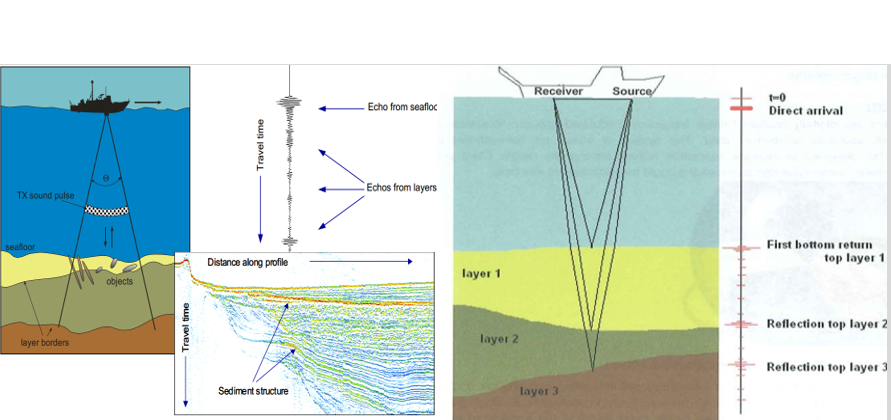 TX sound pulse
Θ
seafloor
objects
layer borders
Travel time
Echo from seafloo
Echos from layers
Distance along profile
Travel time
Sediment structure
Receiver
Source
layer 1
layer 2
layer 3
t=0
Direct arrival
First bottom return
top layer 1
Reflection top layer 2
Reflection top layer 3